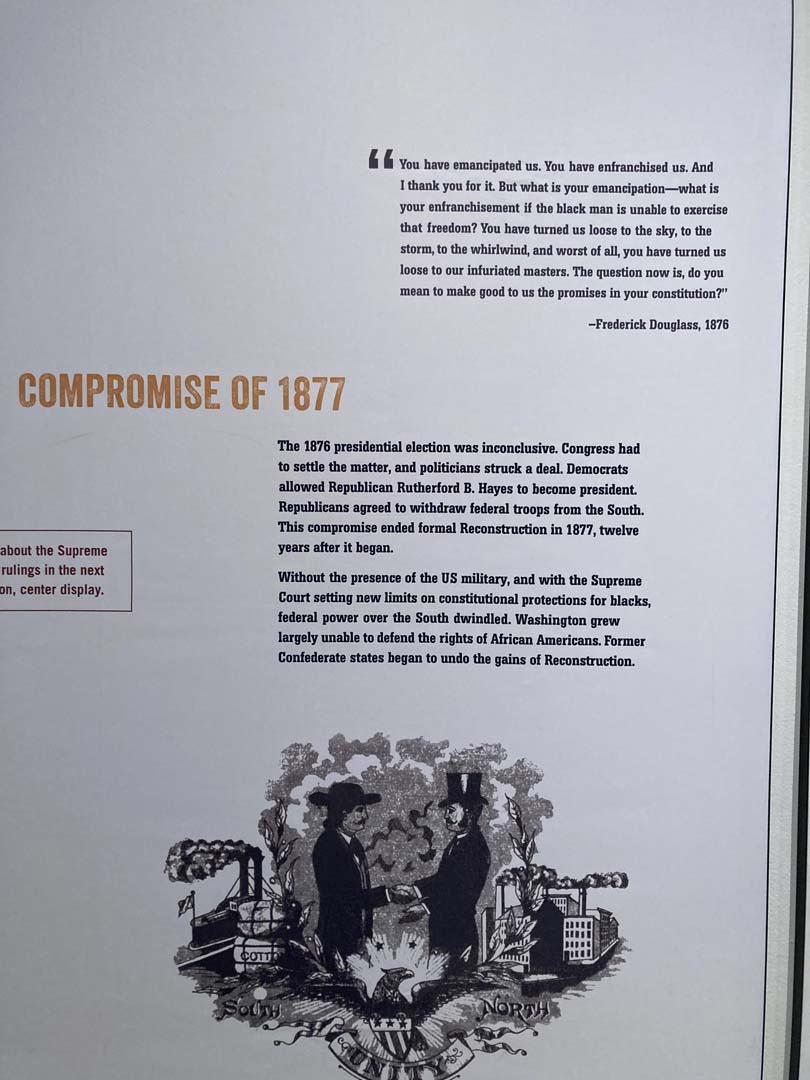 “ You have emancipated us. You have enfranchised us. And
I thank you for it. But what is your emancipation—what is
your enfranchisement if the black man is unable to exercise
that freedom? You have turned us loose to the sky, to the
storm, to the whirlwind, and worst of all, you have turned us
loose to our infuriated masters. The question now is, do you
mean to make good to us the promises in your constitution?”
–Frederick Douglass, 1876
COMPROMISE OF 1877
The 1876 presidential election was inconclusive. Congress had
to settle the matter, and politicians struck a deal. Democrats
allowed Republican Rutherford B. Hayes to become president.
Republicans agreed to withdraw federal troops from the South.
This compromise ended formal Reconstruction in 1877, twelve
years after it began.
about the Supreme
rulings in the next
on, center display.
Without the presence of the US military, and with the Supreme
Court setting new limits on constitutional protections for blacks,
federal power over the South dwindled. Washington grew
largely unable to defend the rights of African Americans. Former
Confederate states began to undo the gains of Reconstruction.
COTT
SOUTH
NORTH
UNITY